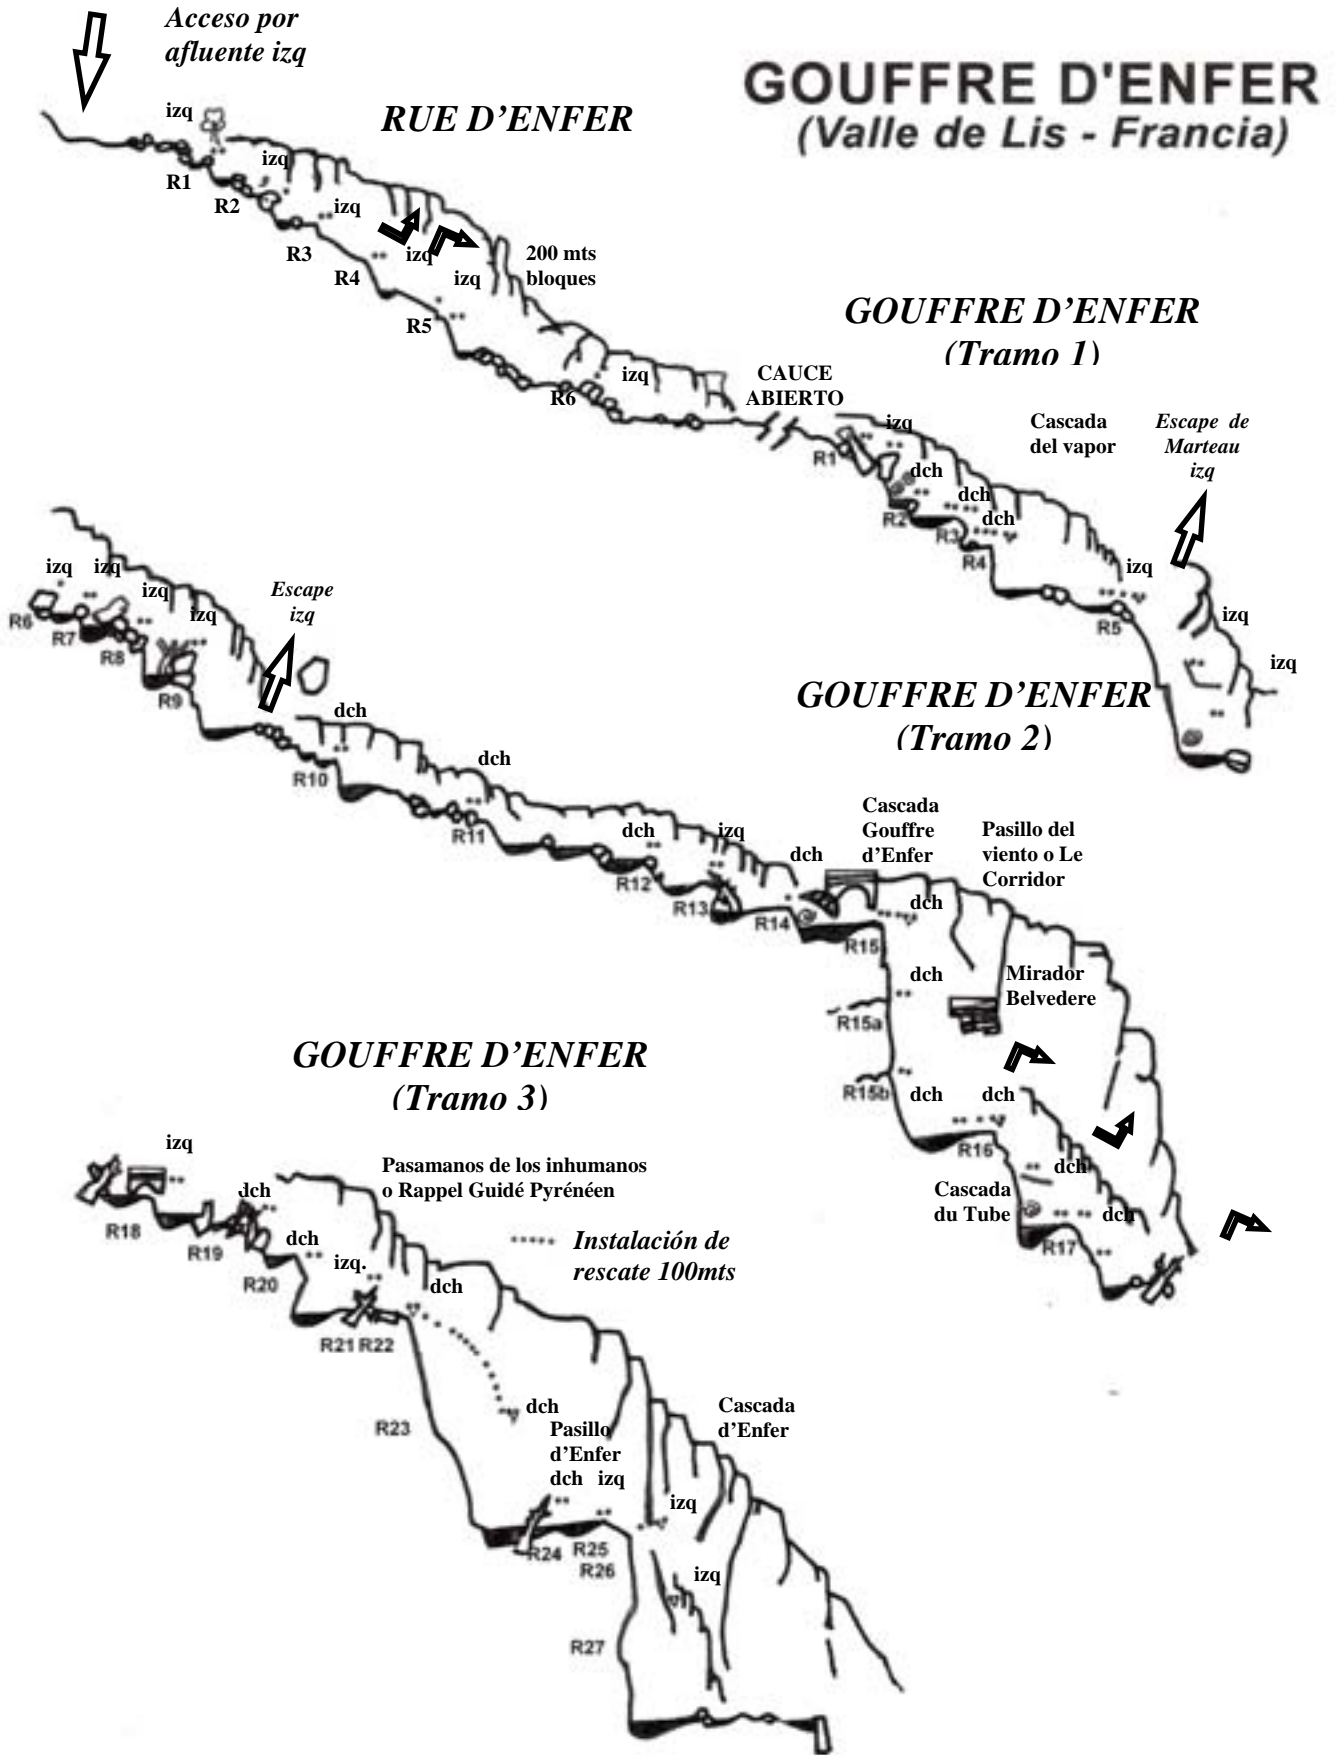 Acceso por
afluente izq
GOUFFRE D'ENFER
(Valle de Lis - Francia)
RUE D’ENFER
izq
izq
R1
R2
izq
R3
izq
R4
izq
200 mts
bloques
R5
izq
R6
CAUCE
ABIERTO
GOUFFRE D’ENFER
(Tramo 1)
izq
R1
dch
R2
dch
R3
dch
R4
Cascada
del vapor
Escape de
Marteau
izq
izq
R5
izq
izq
izq
izq
izq
izq
R6
R7
R8
R9
Escape
izq
GOUFFRE D’ENFER
(Tramo 2)
dch
R10
dch
R11
dch
R12
izq
R13
dch
R14
Cascada
Gouffre
d’Enfer
Pasillo del
viento o Le
Corridor
dch
R15
dch
R15a
Mirador
Belvedere
R15b
dch
dch
R16
dch
Cascada
du Tube
dch
R17
GOUFFRE D’ENFER
(Tramo 3)
izq
R18
dch
R19
dch
R20
Pasamanos de los inhumanos
o Rappel Guidé Pyrénéen
Instalación de
rescate 100mts
izq.
R21 R22
dch
R23
dch
Pasillo
d’Enfer
dch izq
Cascada
d’Enfer
R24
R25
R26
izq
izq
R27